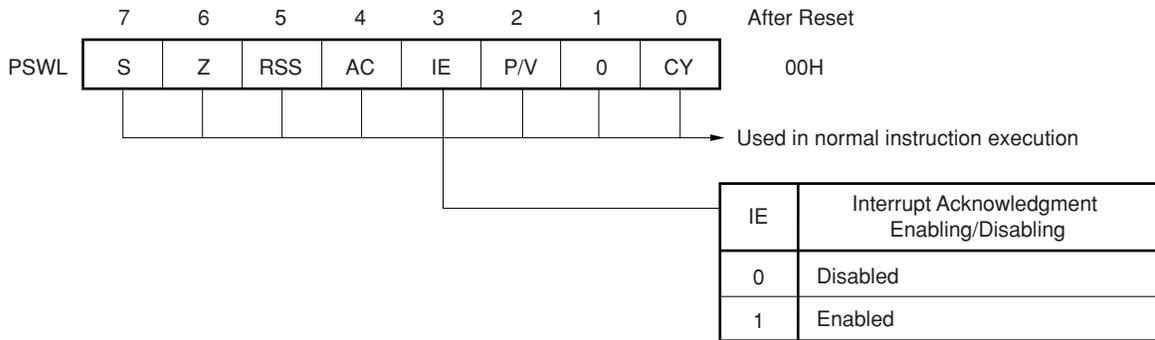 7 6 5 4 3 2 1 0 After Reset
PSWL S Z RSS AC IE P/V 0 CY 00H
Used in normal instruction execution
IE Interrupt Acknowledgment
Enabling/Disabling
0 Disabled
1 Enabled